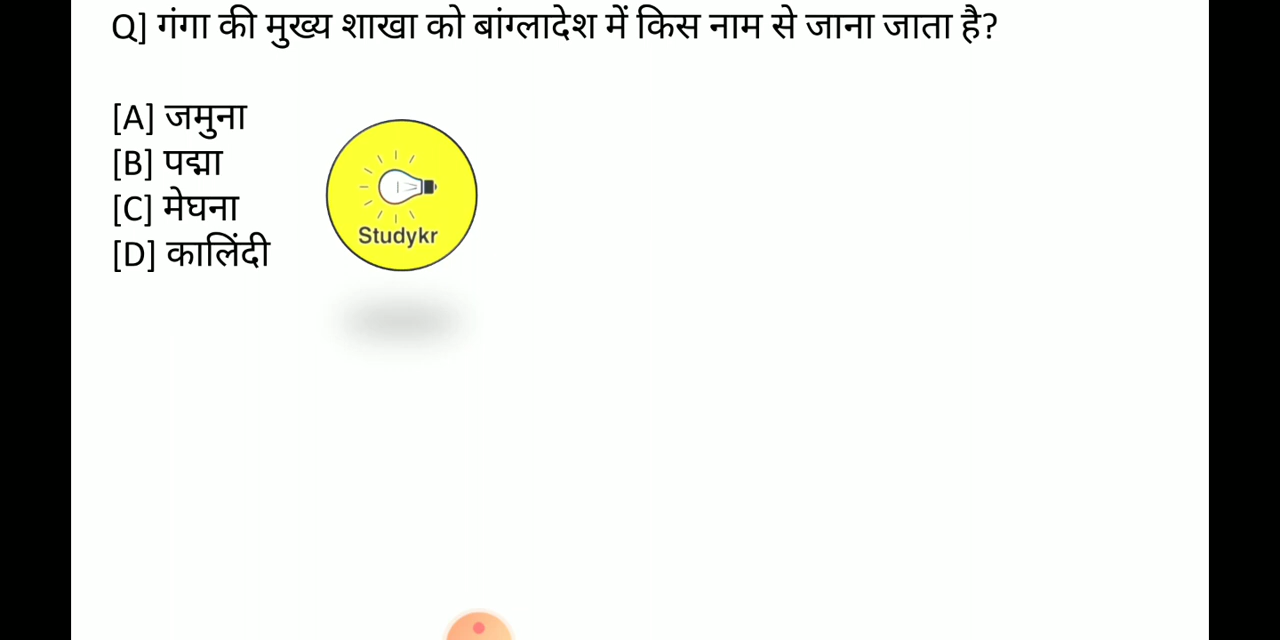 Q] गंगा की मुख्य शाखा को बांग्लादेश में किस नाम से जाना जाता है?
[A] जमुना
[B] पद्मा
[C] मेघना
[D] कालिंदी
Studykr